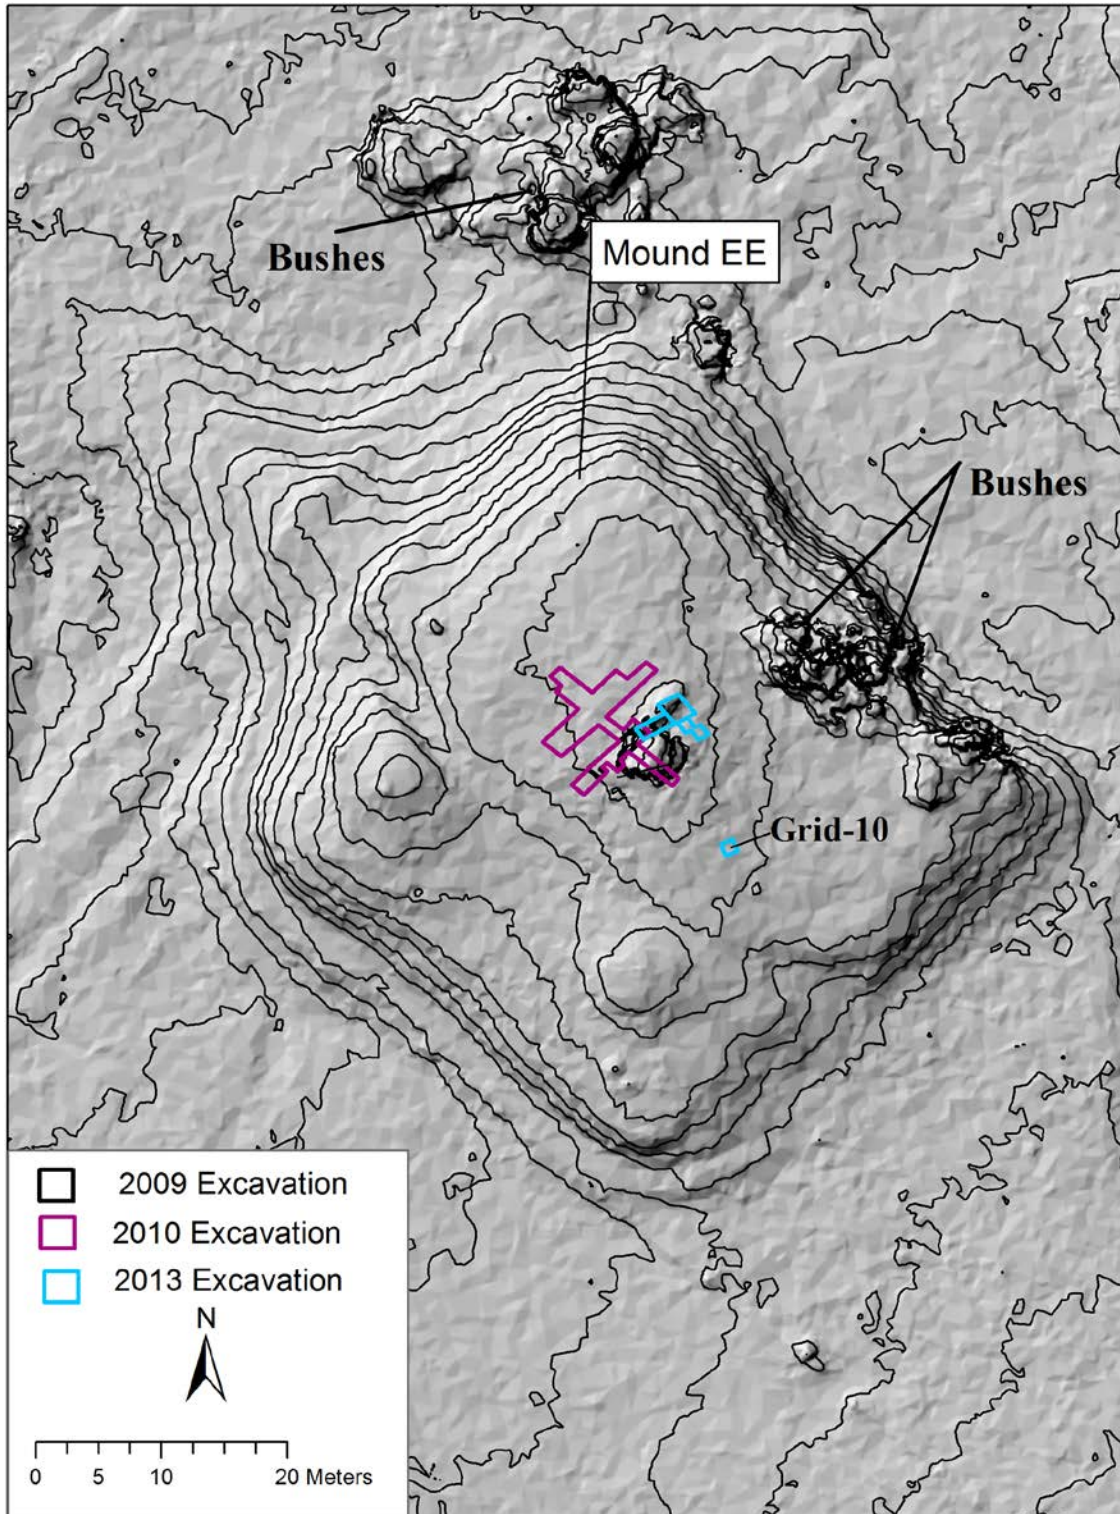 Bushes
Mound EE
Bushes
Grid-10
2009 Excavation
2010 Excavation
2013 Excavation
N
0 5 10 20 Meters